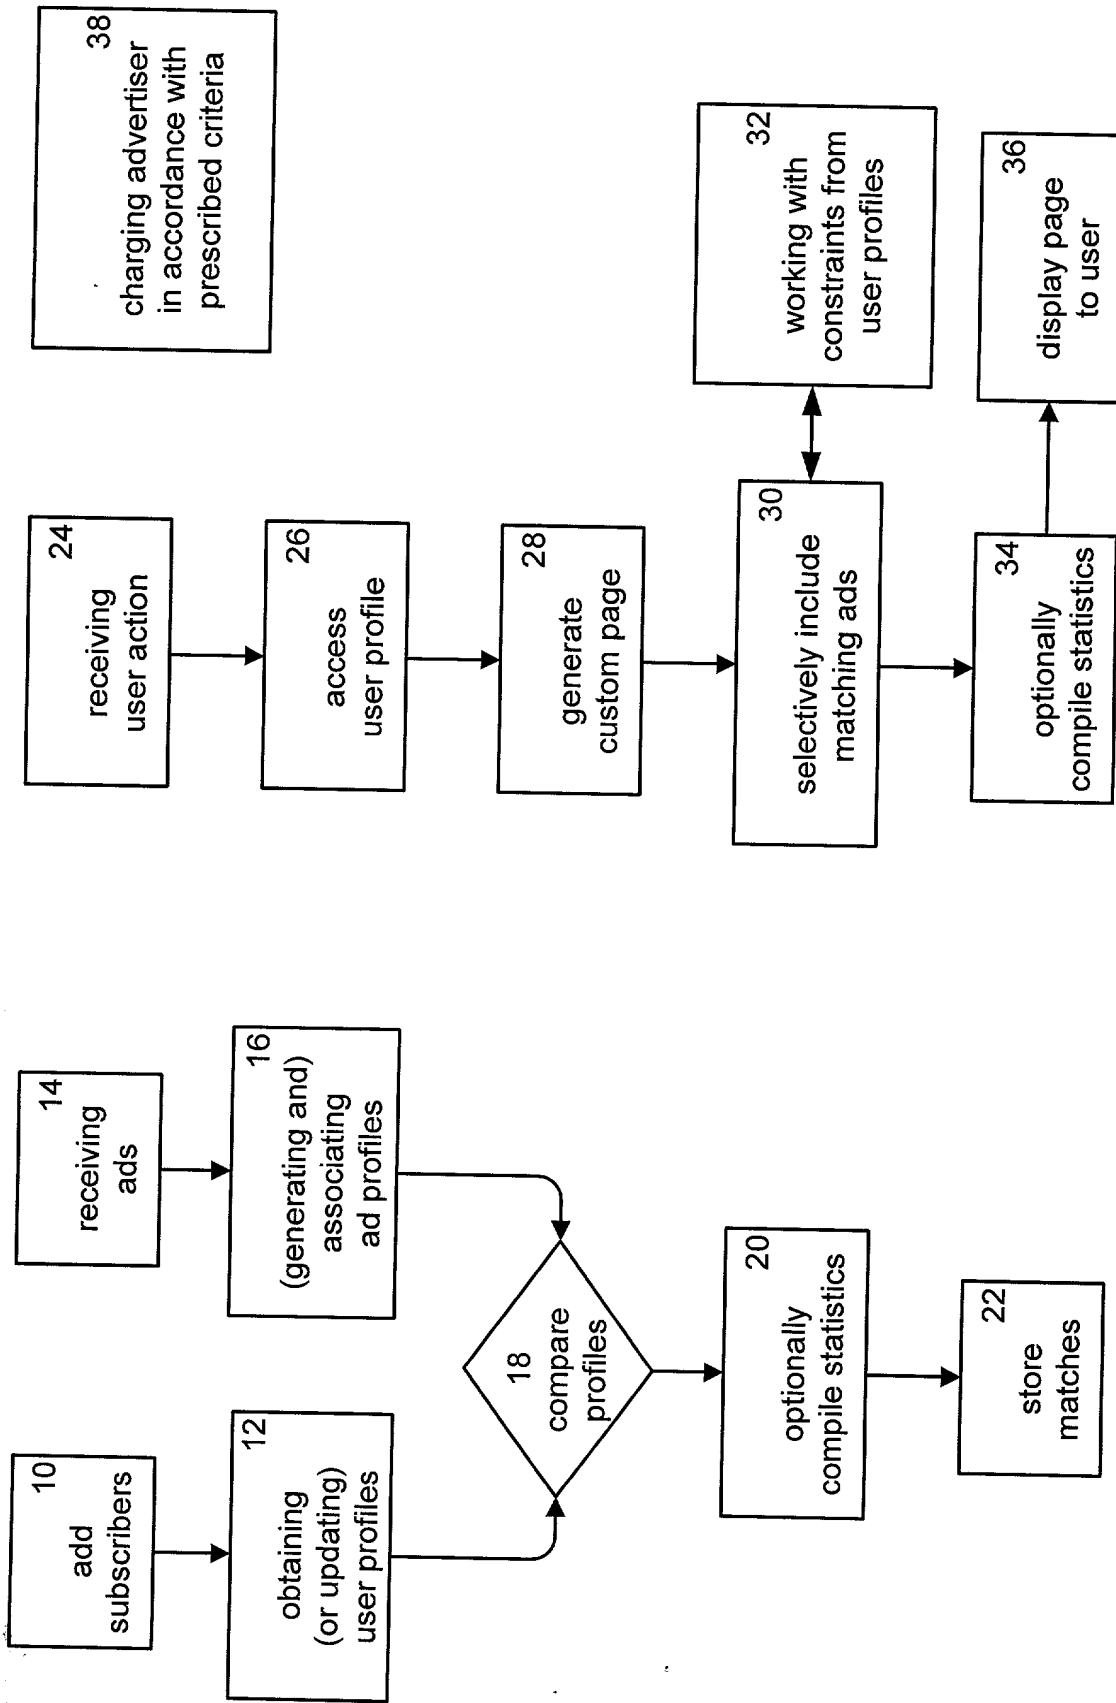 10
add
subscribers
12
obtaining
(or updating)
user profiles
14
receiving
ads
16
(generating and)
associating
ad profiles
18
compare
profiles
20
optionally
compile statistics
22
store
matches
24
receiving
user action
26
access
user profile
28
generate
custom page
30
selectively include
matching ads
32
working with
constraints from
user profiles
34
optionally
compile statistics
36
display page
to user
38
charging advertiser
in accordance with
prescribed criteria